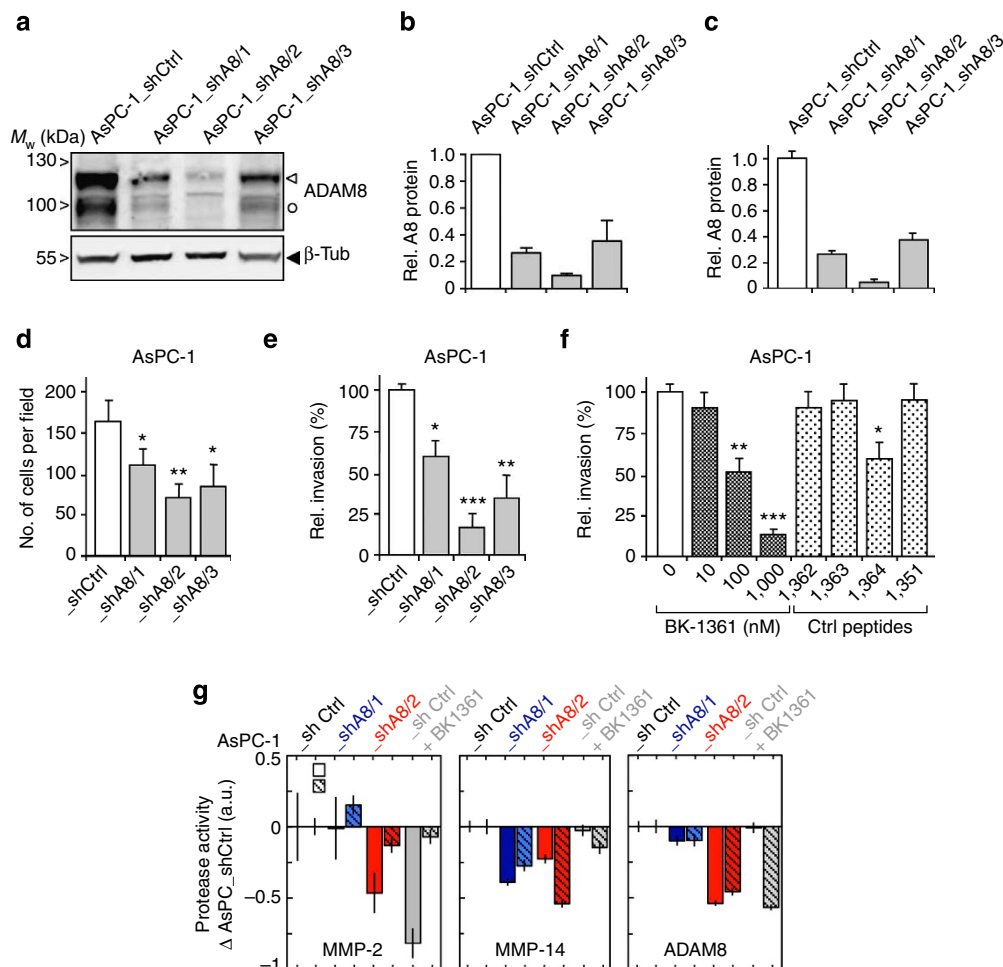 a
AsPC-1_shCtrl
AsPC-1_shA8/1
AsPC-1_shA8/2
AsPC-1_shA8/3
Mw (kDa)
130 >
100 >
ADAM8
55 >
β-Tub
b
AsPC-1_shCtrl
AsPC-1_shA8/1
AsPC-1_shA8/2
AsPC-1_shA8/3
Rel. A8 protein
1.0
0.8
0.6
0.4
0.2
0
c
AsPC-1_shCtrl
AsPC-1_shA8/1
AsPC-1_shA8/2
AsPC-1_shA8/3
Rel. A8 protein
1.0
0.8
0.6
0.4
0.2
0
d
AsPC-1
No. of cells per field
200
150
100
50
0
*
**
*
_shCtrl
_shA8/1
_shA8/2
_shA8/3
e
AsPC-1
Rel. invasion (%)
100
75
50
25
0
*
***
**
_shCtrl
_shA8/1
_shA8/2
_shA8/3
f
AsPC-1
Rel. invasion (%)
100
75
50
25
0
**
***
*
0
10
100
1,000
1,362
1,363
1,364
1,351
BK-1361 (nM)
Ctrl peptides
g
AsPC-1
_sh Ctrl
_shA8/1
_shA8/2
_sh Ctrl
+ BK1361
_sh Ctrl
_shA8/1
_shA8/2
_sh Ctrl
+ BK1361
_sh Ctrl
_shA8/1
_shA8/2
_sh Ctrl
+ BK1361
Protease activity
Δ AsPC_shCtrl (a.u.)
0.5
0
−0.5
−1
MMP-2
MMP-14
ADAM8